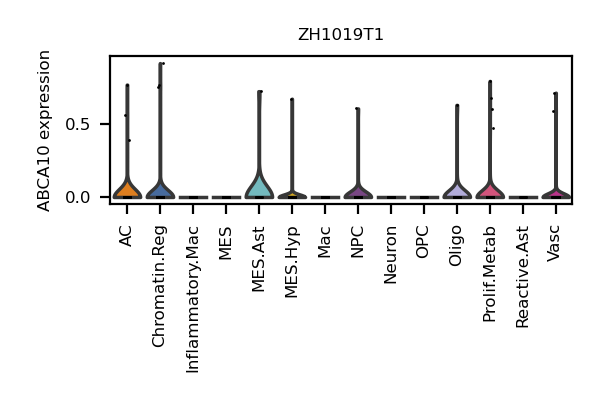 ZH1019T1
ABCA10 expression
0.5
0.0
AC
Chromatin.Reg
Inflammatory.Mac
MES
MES.Ast
MES.Hyp
Mac
NPC
Neuron
OPC
Oligo
Prolif.Metab
Reactive.Ast
Vasc